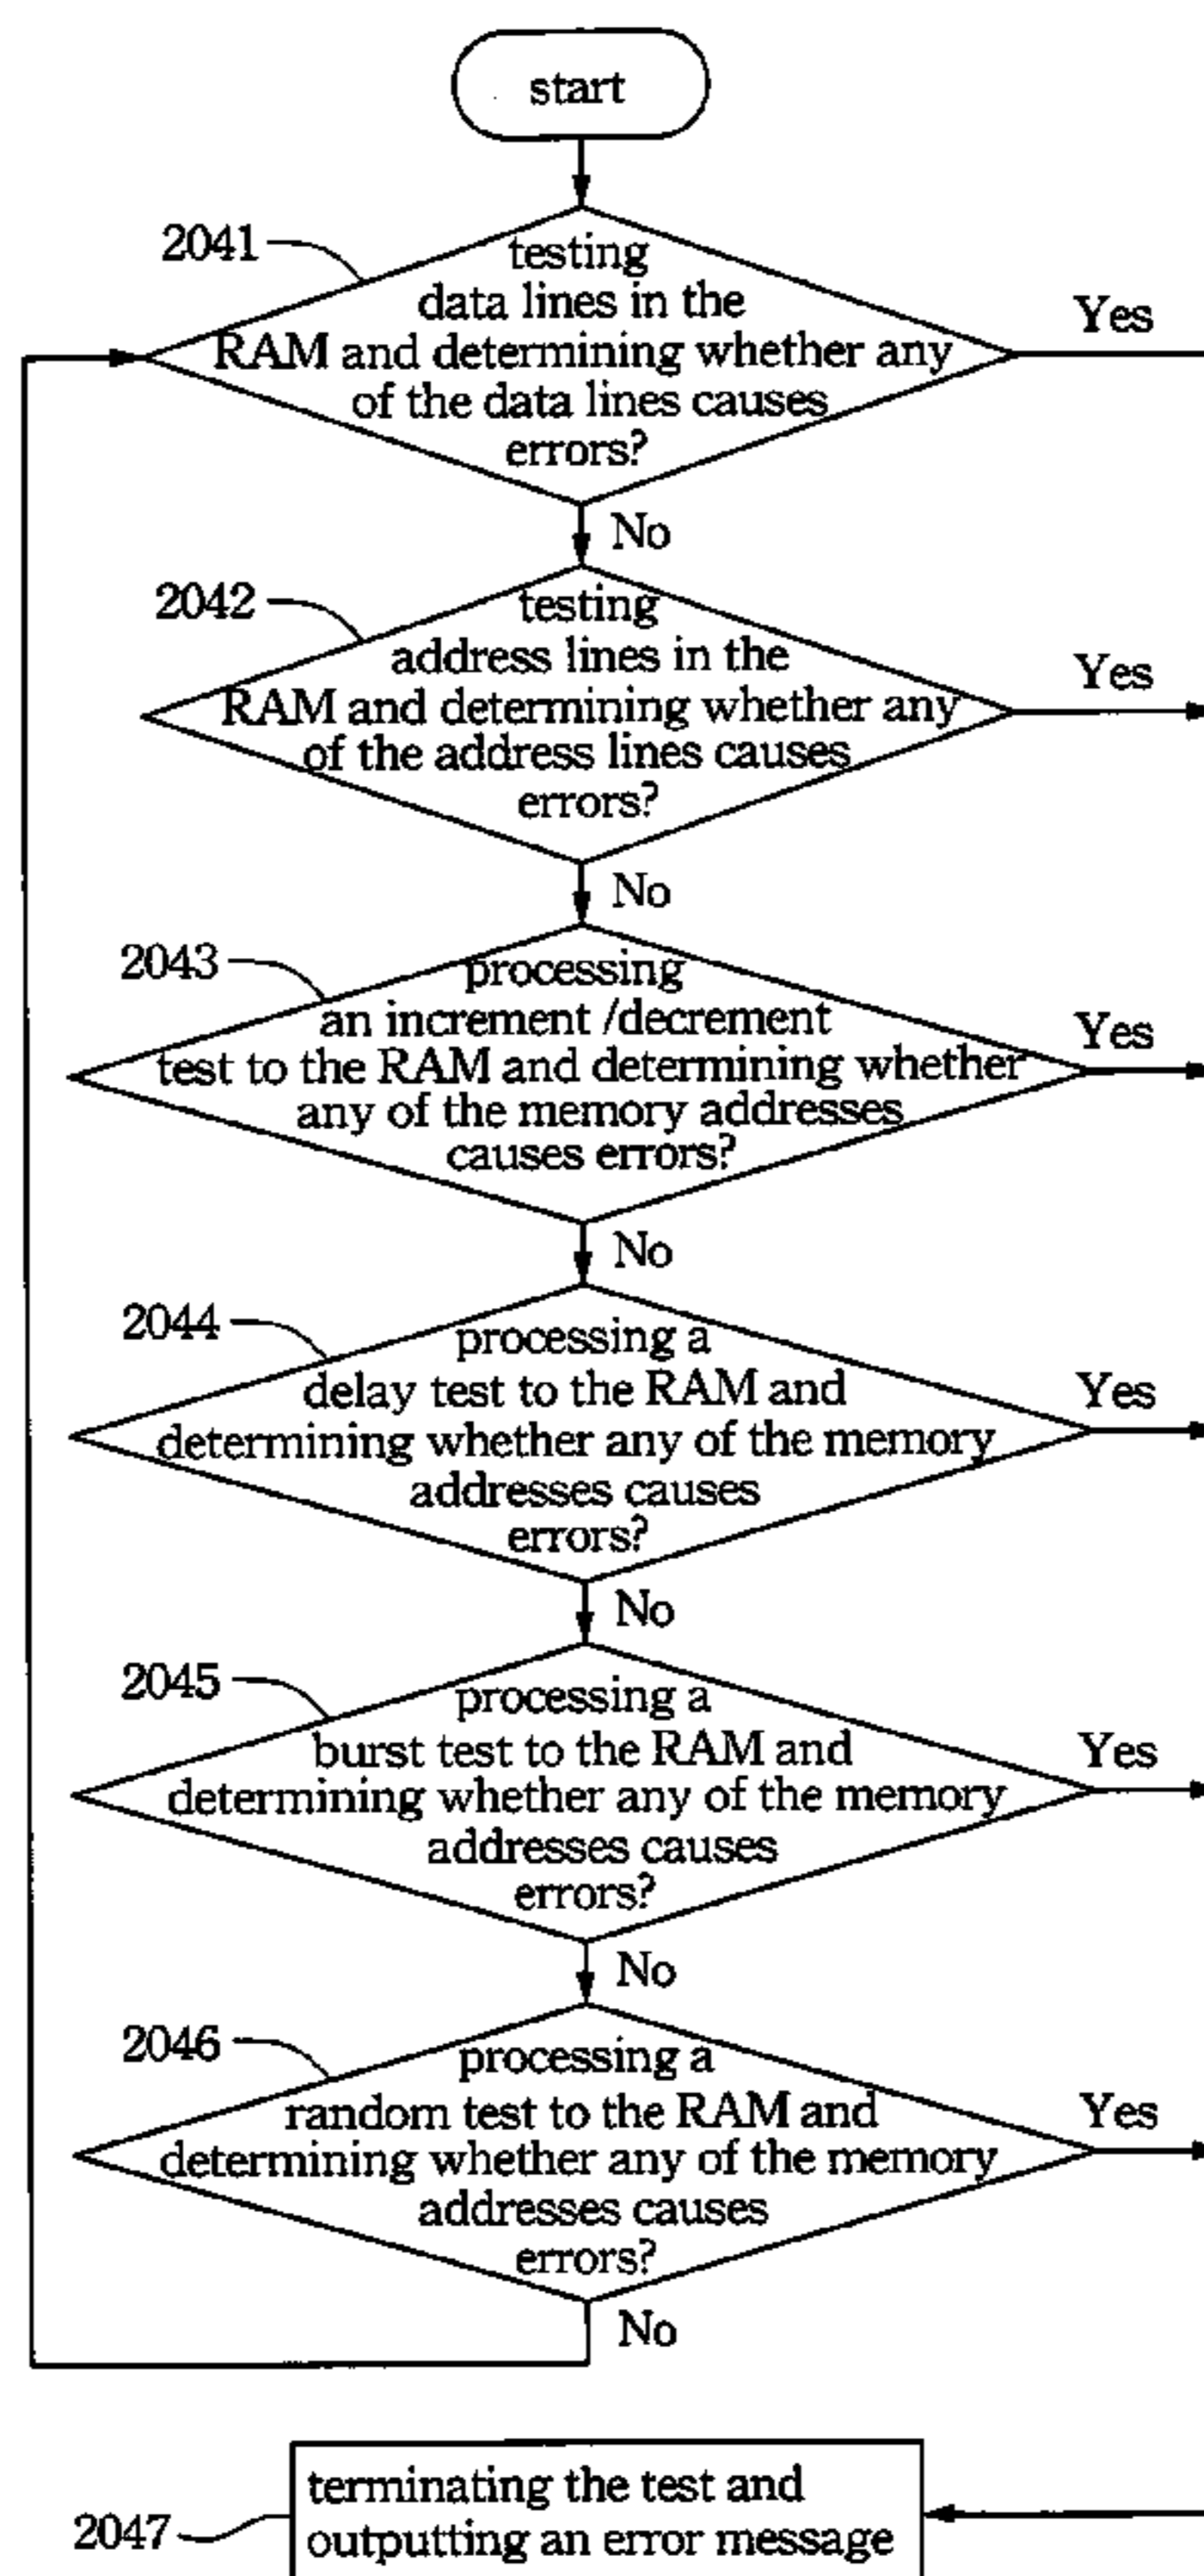 start
2041
testing
data lines in the
RAM and determining whether any
of the data lines causes
errors?
Yes
No
2042
testing
address lines in the
RAM and determining whether any
of the address lines causes
errors?
Yes
No
2043
processing
an increment /decrement
test to the RAM and determining whether
any of the memory addresses
causes errors?
Yes
No
2044
processing a
delay test to the RAM and
determining whether any of the memory
addresses causes
errors?
Yes
No
2045
processing a
burst test to the RAM and
determining whether any of the memory
addresses causes
errors?
Yes
No
2046
processing a
random test to the RAM and
determining whether any of the memory
addresses causes
errors?
Yes
No
2047
terminating the test and
outputting an error message